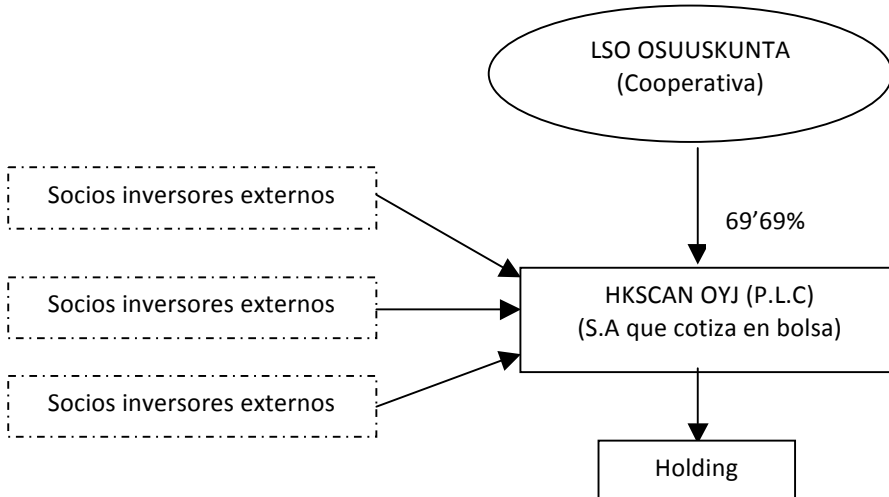 LSO OSUUSKUNTA
(Cooperativa)
Socios inversores externos
69’69%
Socios inversores externos
HKSCAN OYJ (P.L.C)
(S.A que cotiza en bolsa)
Socios inversores externos
Holding